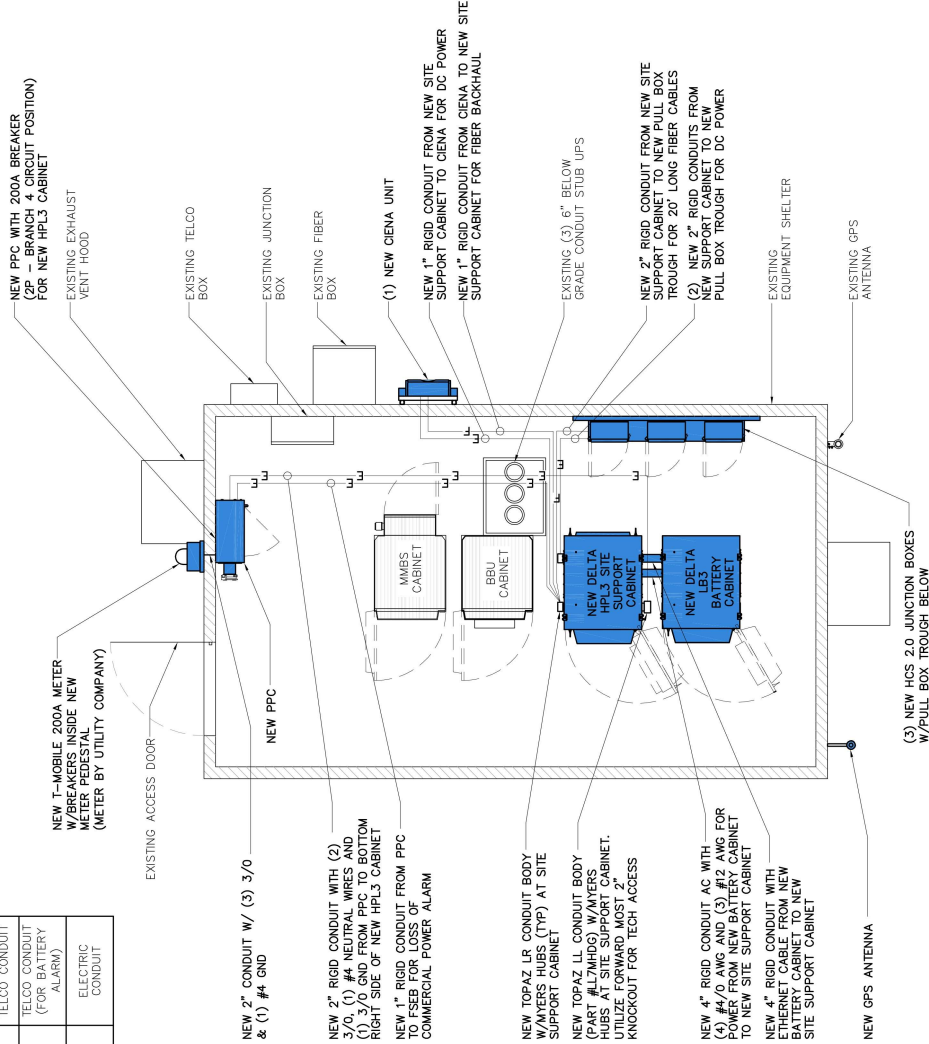 TELCO CONDUIT
TELCO CONDUIT
(FOR BATTERY
ALARM)
ELECTRIC
CONDUIT
NEW T-MOBILE 200A METER
W/BREAKERS INSIDE NEW
METER PEDESTAL
(METER BY UTILITY COMPANY)
EXISTING ACCESS DOOR
NEW 2" CONDUIT W/ (3) 3/0
& (1) #4 GND
NEW PPC
NEW 2" RIGID CONDUIT WITH (2)
3/0, (1) #4 NEUTRAL WIRES AND
(1) 3/0 GND FROM PPC TO BOTTOM
RIGHT SIDE OF NEW HPL3 CABINET
NEW 1" RIGID CONDUIT FROM PPC
TO FSEB FOR LOSS OF
COMMERCIAL POWER ALARM
NEW TOPAZ LR CONDUIT BODY
W/MYERS HUBS (TYP) AT SITE
SUPPORT CABINET
NEW TOPAZ LL CONDUIT BODY
(PART #LL7MHDG) W/MYERS
HUBS AT SITE SUPPORT CABINET.
UTILIZE FORWARD MOST 2"
KNOCKOUT FOR TECH ACCESS
NEW 4" RIGID CONDUIT AC WITH
(4) #4/0 AWG AND (3) #12 AWG FOR
POWER FROM NEW BATTERY CABINET
TO NEW SITE SUPPORT CABINET
NEW 4" RIGID CONDUIT WITH
ETHERNET CABLE FROM NEW
BATTERY CABINET TO NEW
SITE SUPPORT CABINET
NEW GPS ANTENNA
MMBS
CABINET
BBU
CABINET
NEW DELTA
HPL3 SITE
SUPPORT
CABINET
NEW DELTA
LB3
BATTERY
CABINET
NEW PPC WITH 200A BREAKER
(2P – BRANCH 4 CIRCUIT POSITION)
FOR NEW HPL3 CABINET
EXISTING EXHAUST
VENT HOOD
EXISTING TELCO
BOX
EXISTING JUNCTION
BOX
EXISTING FIBER
BOX
(1) NEW CIENA UNIT
NEW 1" RIGID CONDUIT FROM NEW SITE
SUPPORT CABINET TO CIENA FOR DC POWER
NEW 1" RIGID CONDUIT FROM CIENA TO NEW SITE
SUPPORT CABINET FOR FIBER BACKHAUL
EXISTING (3) 6" BELOW
GRADE CONDUIT STUB UPS
NEW 2" RIGID CONDUIT FROM NEW SITE
SUPPORT CABINET TO NEW PULL BOX
TROUGH FOR 20' LONG FIBER CABLES
(2) NEW 2" RIGID CONDUITS FROM
NEW SUPPORT CABINET TO NEW
PULL BOX TROUGH FOR DC POWER
EXISTING
EQUIPMENT SHELTER
EXISTING GPS
ANTENNA
(3) NEW HCS 2.0 JUNCTION BOXES
W/PULL BOX TROUGH BELOW